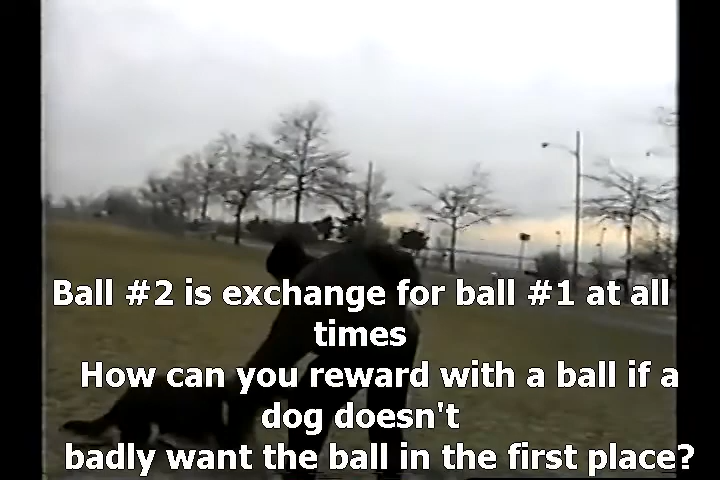 Ball #2 is exchange for ball #1 at all
times
How can you reward with a ball if a
dog doesn't
badly want the ball in the first place?